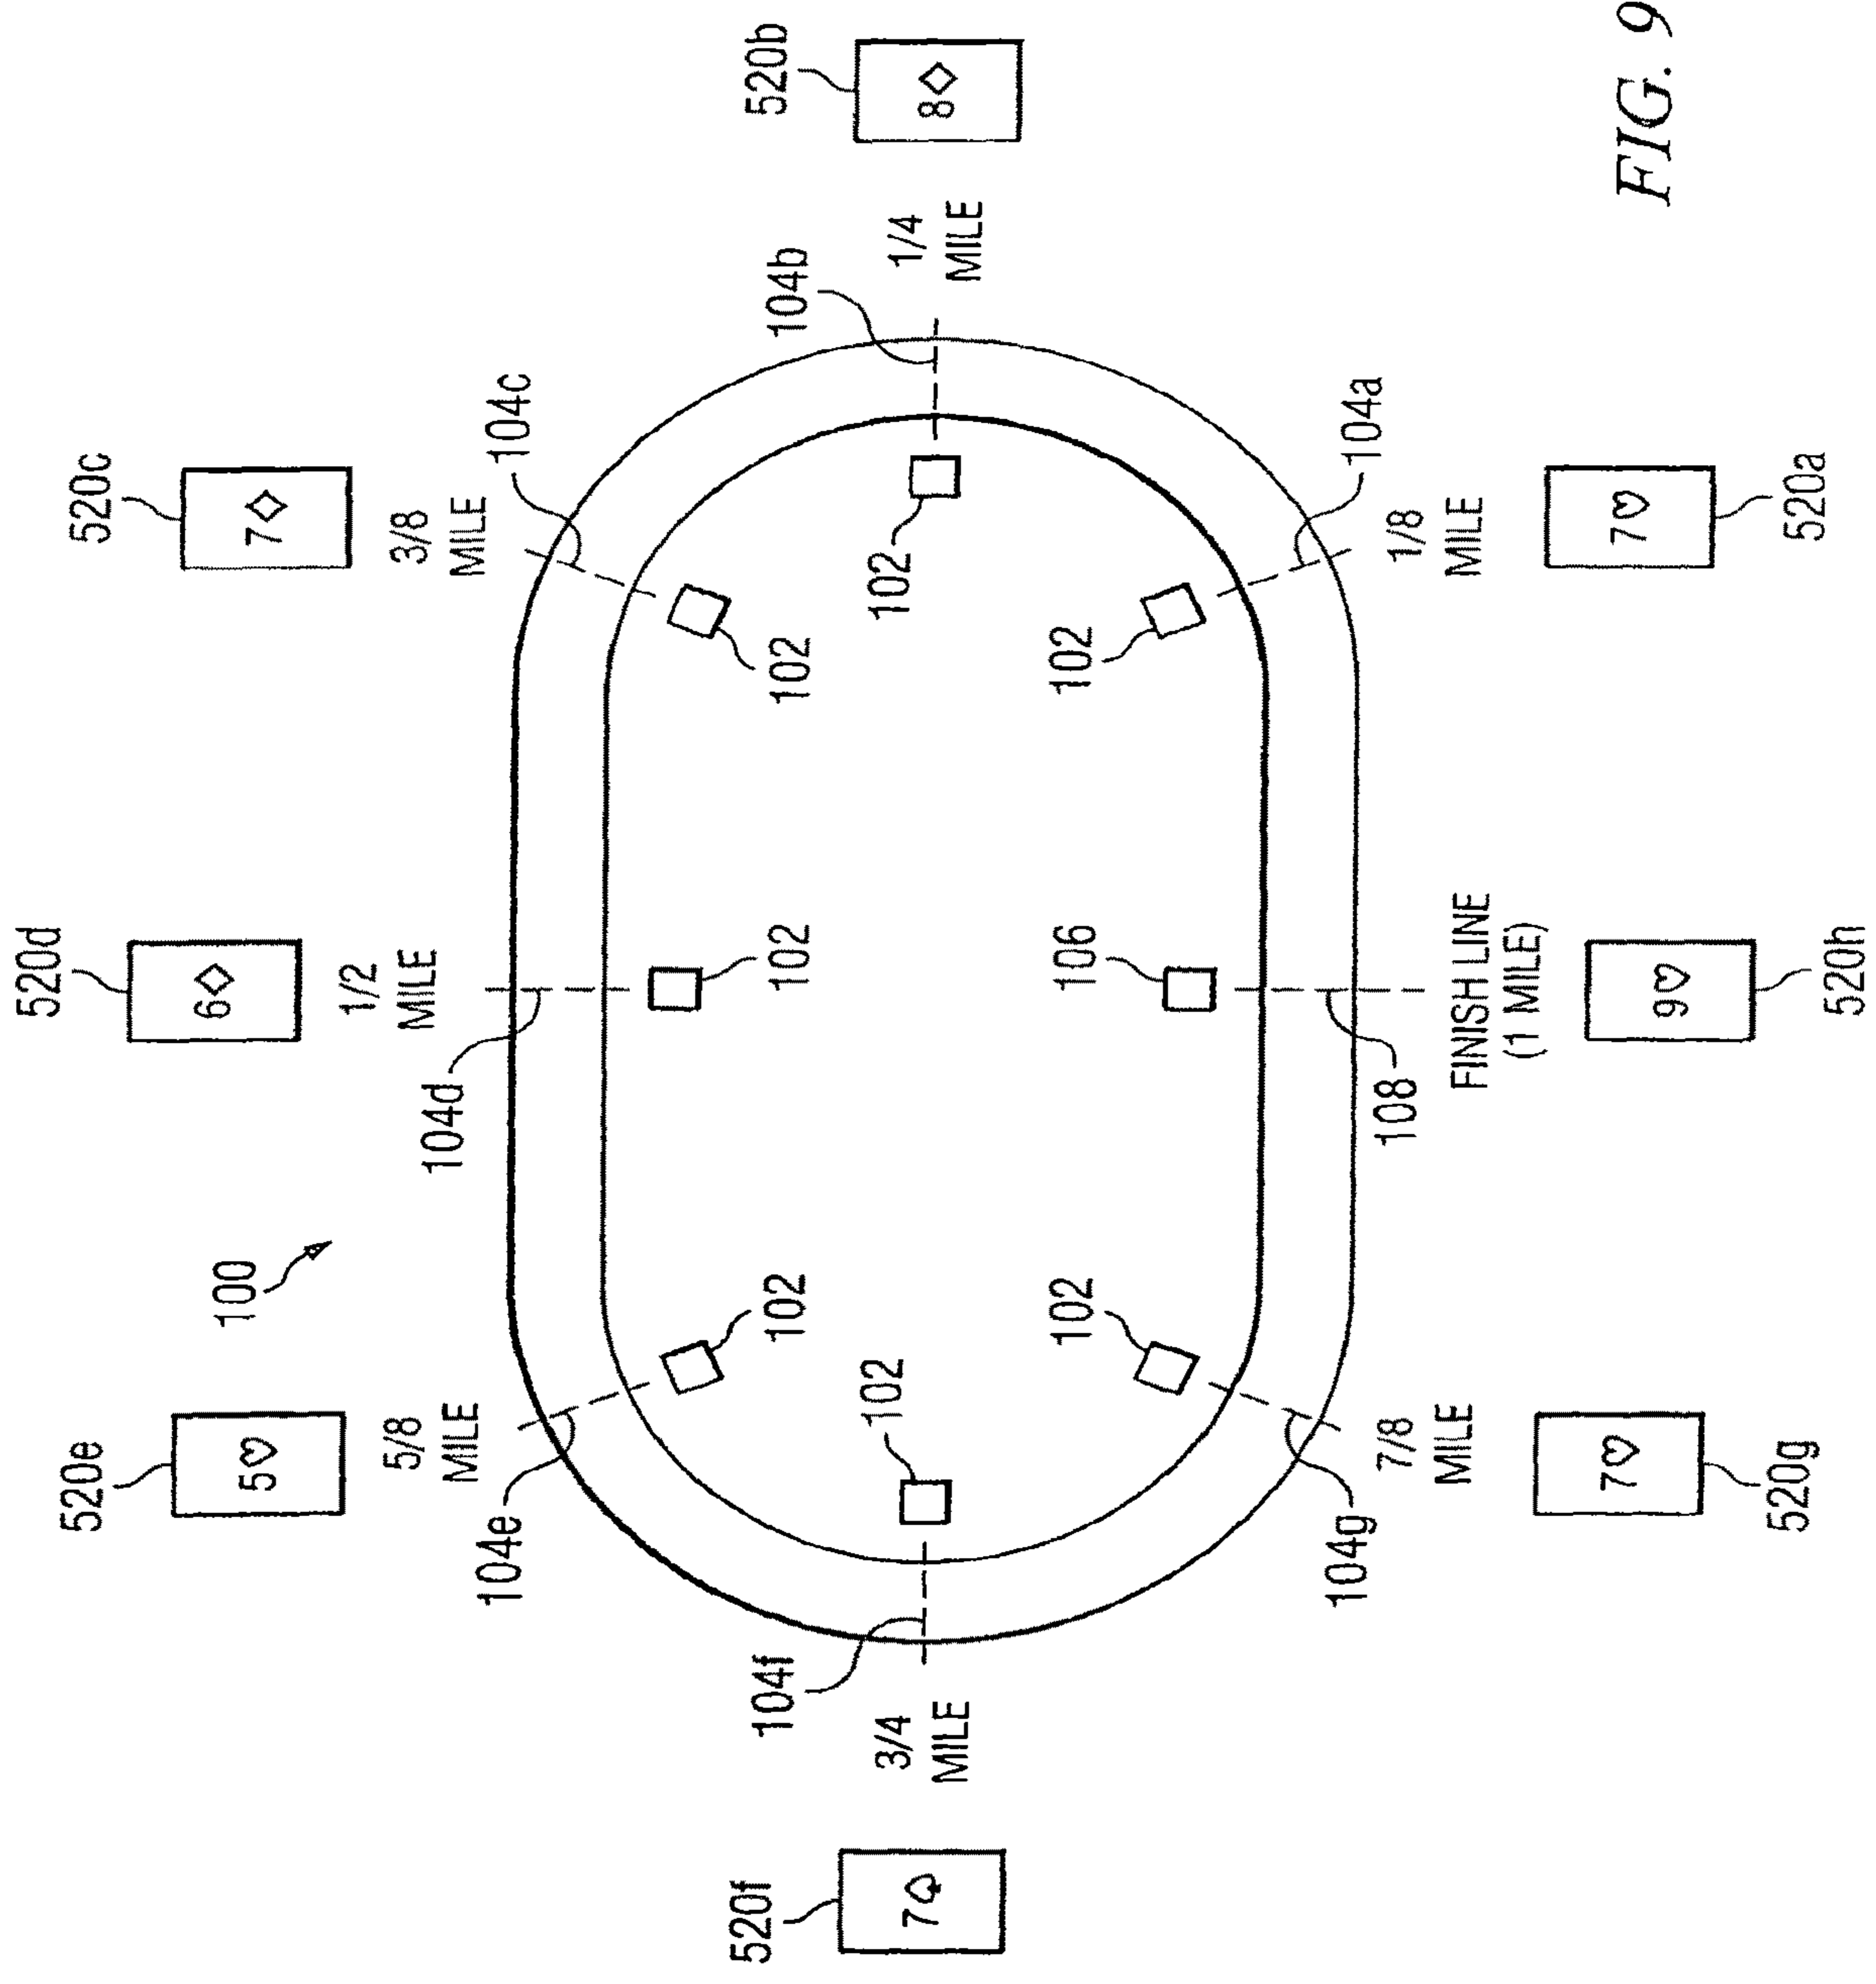 520d
520e
520c
6♢
100
5♡
7♢
1/2
MILE
5/8
MILE
3/8
MILE
104d
104e
104c
520f
520b
104f
102
102
102
104b
7♤
3/4
MILE
102
102
8♢
1/4
MILE
102
106
102
104g
108
104a
7/8
MILE
FINISH LINE
(1 MILE)
1/8
MILE
7♡
9♡
7♡
520g
520h
520a
FIG. 9